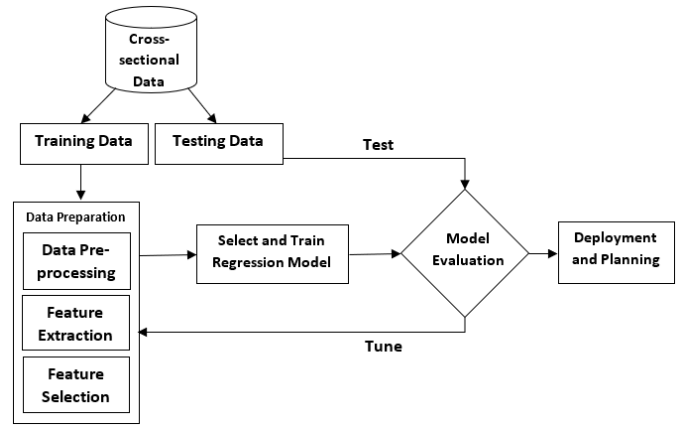 Cross-
sectional
Data
Training Data
Testing Data
Test
Data Preparation
Data Pre-
processing
Feature
Extraction
Feature
Selection
Select and Train
Regression Model
Model
Evaluation
Deployment
and Planning
Tune